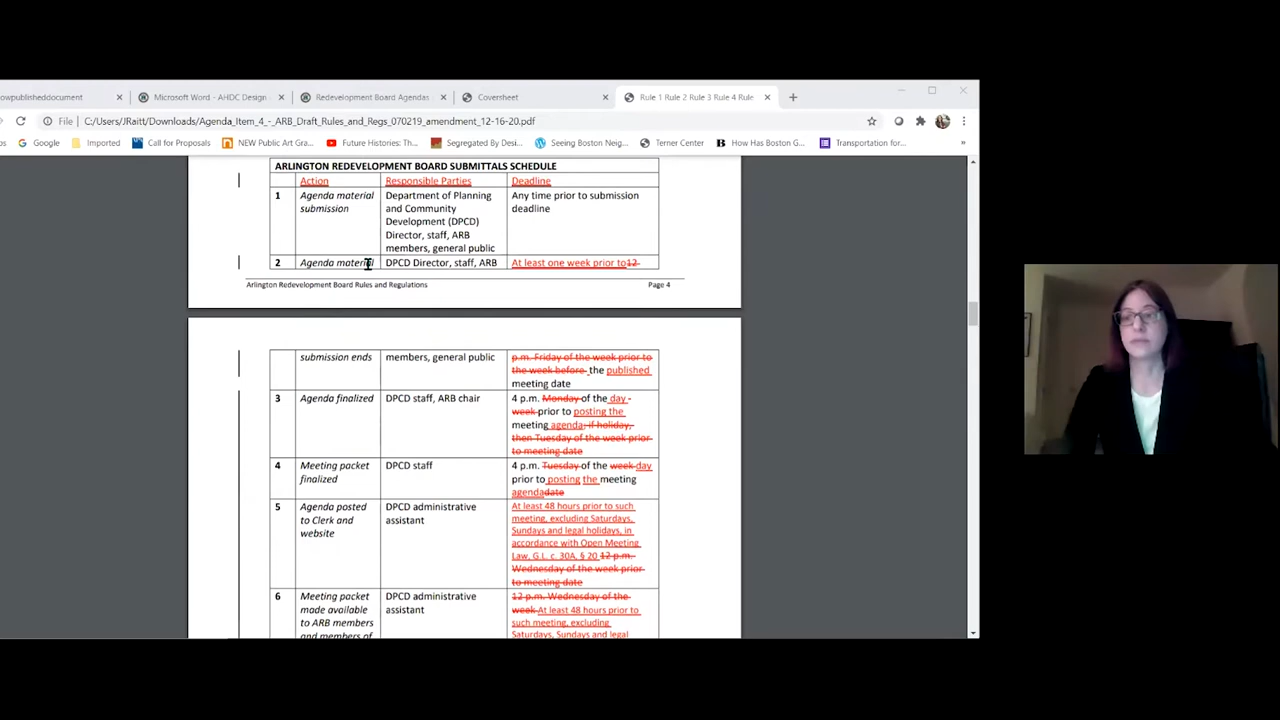 owpublisheddocument
Microsoft Word - AHDC Design
Redevelopment Board Agendas
Coversheet
Rule 1 Rule 2 Rule 3 Rule 4 Rule
File
C:/Users/JRaitt/Downloads/Agenda_Item_4_-_ARB_Draft_Rules_and_Regs_070219_amendment_12-16-20.pdf
ps
Google
Imported
Call for Proposals
NEW Public Art Gra...
Future Histories: Th...
Segregated By Desi...
Seeing Boston Neig...
Terner Center
How Has Boston G...
Transportation for...
»
ARLINGTON REDEVELOPMENT BOARD SUBMITTALS SCHEDULE
Action Responsible Parties Deadline
1 Agenda material Department of Planning Any time prior to submission
submission and Community deadline
Development (DPCD)
Director, staff, ARB
members, general public
2 Agenda material DPCD Director, staff, ARB At least one week prior to12
Arlington Redevelopment Board Rules and Regulations Page 4
submission ends members, general public p.m. Friday of the week prior to
the week before the published
meeting date
3 Agenda finalized DPCD staff, ARB chair 4 p.m. Monday of the day
week prior to posting the
meeting agenda; if holiday,
then Tuesday of the week prior
to meeting date
4 Meeting packet DPCD staff 4 p.m. Tuesday of the week day
finalized prior to posting the meeting
agendadate
5 Agenda posted DPCD administrative At least 48 hours prior to such
to Clerk and assistant meeting, excluding Saturdays,
website Sundays and legal holidays, in
accordance with Open Meeting
Law, G.L. c. 30A, § 20 12 p.m.
Wednesday of the week prior
to meeting date
6 Meeting packet DPCD administrative 12 p.m. Wednesday of the
made available assistant week At least 48 hours prior to
to ARB members such meeting, excluding
and members of Saturdays, Sundays and legal